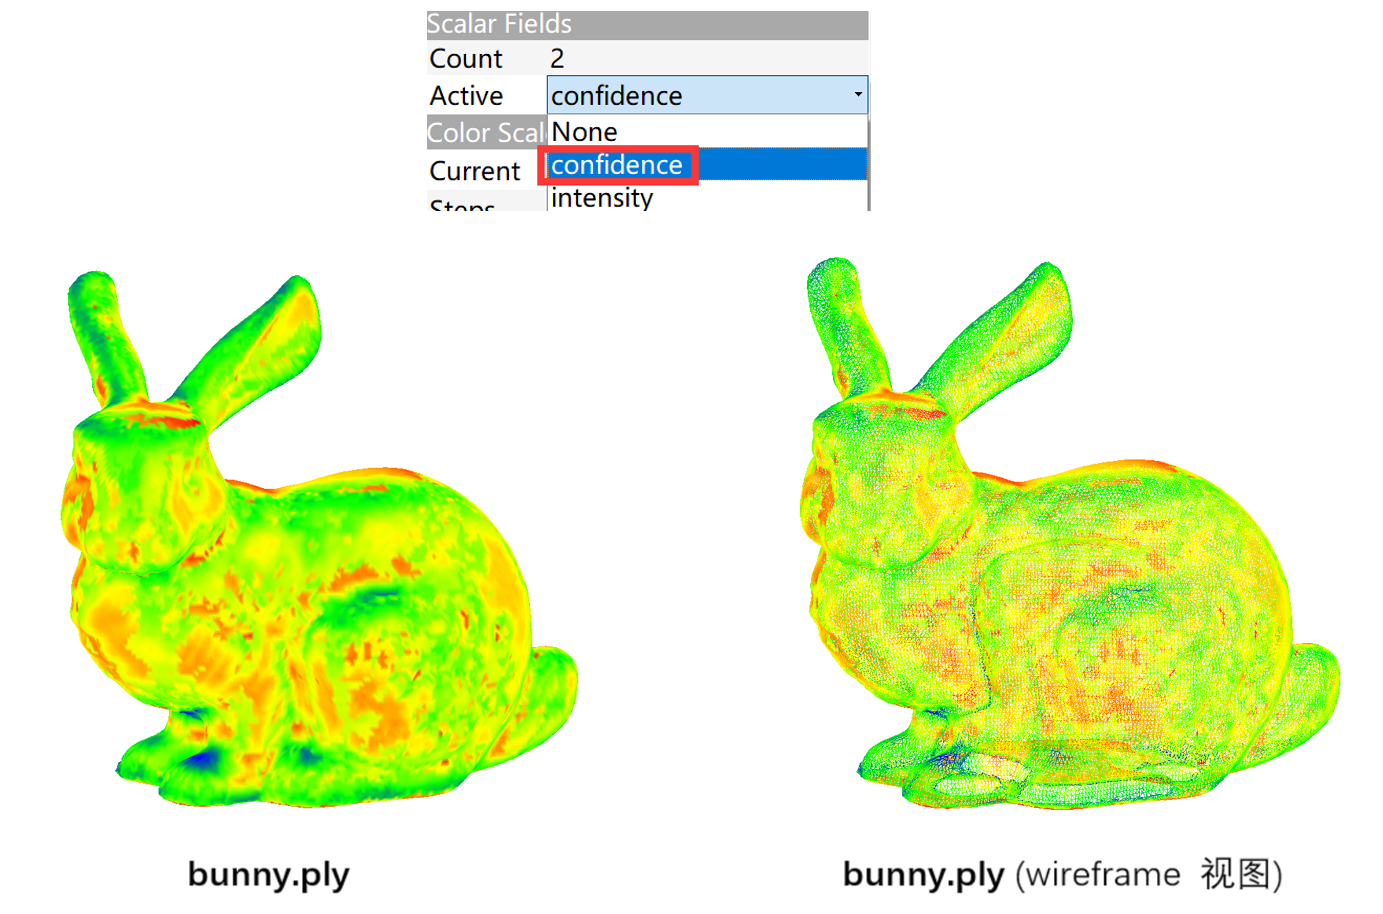 Scalar Fields
Count 2
Active confidence
Color Scal None
Current confidence
Steps intensity
bunny.ply
bunny.ply (wireframe 视图)